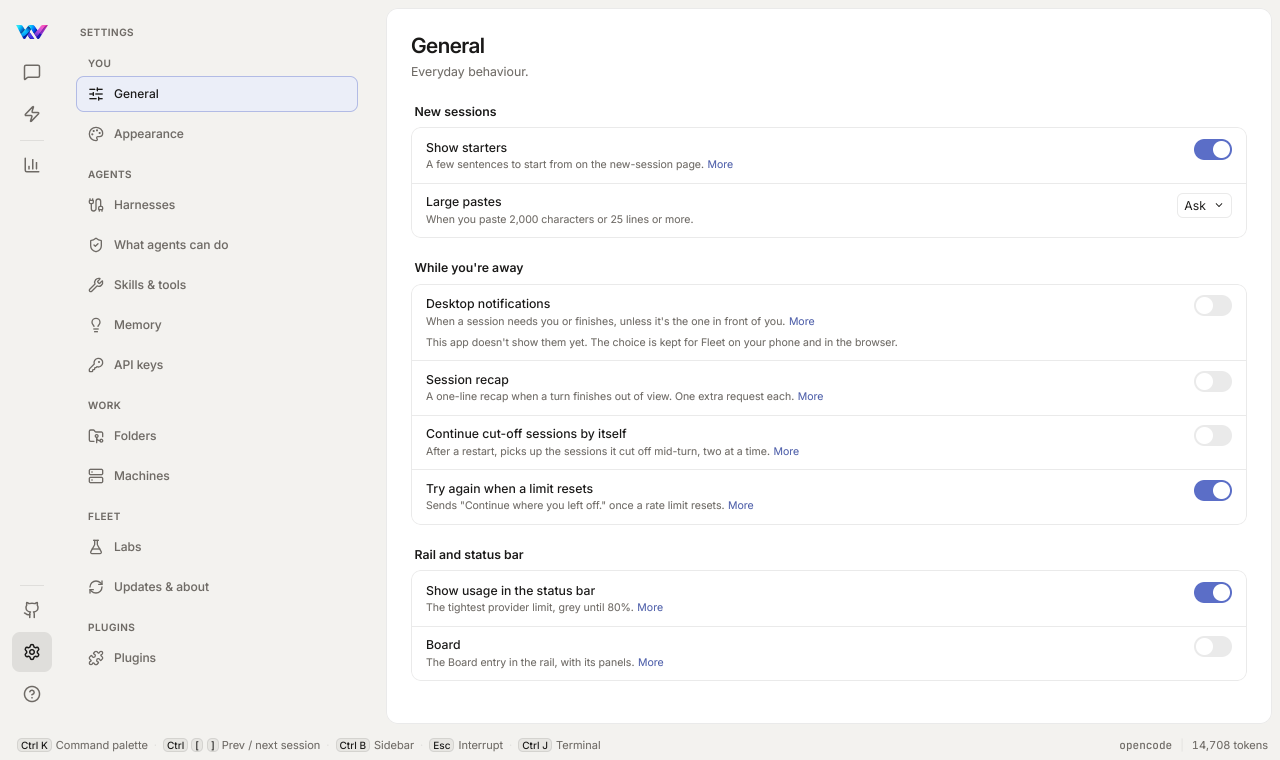 SETTINGS
YOU
General
Appearance
AGENTS
Harnesses
What agents can do
Skills & tools
Memory
API keys
WORK
Folders
Machines
FLEET
Labs
Updates & about
PLUGINS
Plugins
General
Everyday behaviour.
New sessions
Show starters
A few sentences to start from on the new-session page. More
Large pastes
When you paste 2,000 characters or 25 lines or more.
Ask
While you're away
Desktop notifications
When a session needs you or finishes, unless it's the one in front of you. More
This app doesn't show them yet. The choice is kept for Fleet on your phone and in the browser.
Session recap
A one-line recap when a turn finishes out of view. One extra request each. More
Continue cut-off sessions by itself
After a restart, picks up the sessions it cut off mid-turn, two at a time. More
Try again when a limit resets
Sends "Continue where you left off." once a rate limit resets. More
Rail and status bar
Show usage in the status bar
The tightest provider limit, grey until 80%. More
Board
The Board entry in the rail, with its panels. More
Ctrl K Command palette Ctrl [ ] Prev / next session Ctrl B Sidebar Esc Interrupt Ctrl J Terminal opencode 14,708 tokens